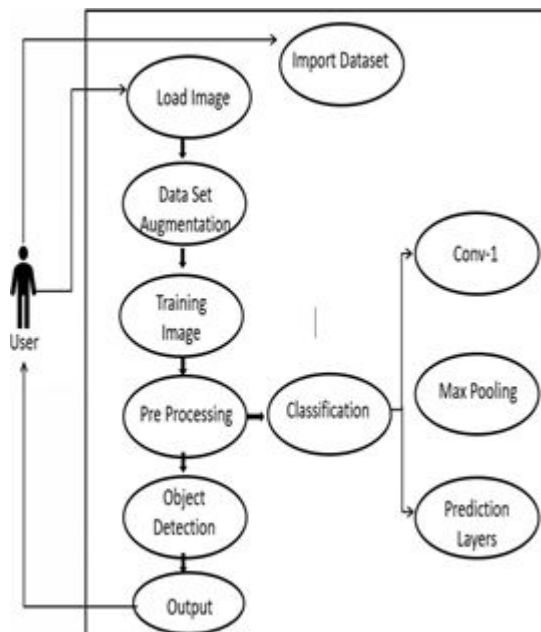 Import Dataset
Load Image
Data Set
Augmentation
Conv-1
Training
Image
User
Pre Processing
Classification
Max Pooling
Object
Detection
Prediction
Layers
Output